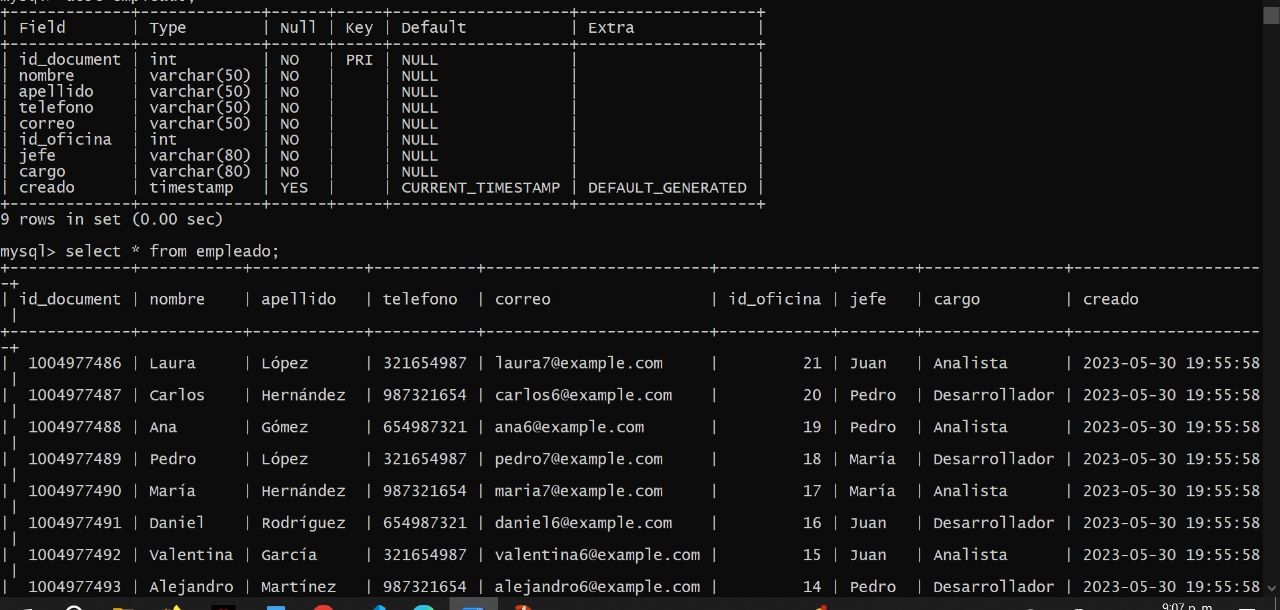 mysql> desc empleado;
+-------------+-------------+------+-----+-------------------+-------------------+
| Field       | Type        | Null | Key | Default           | Extra             |
+-------------+-------------+------+-----+-------------------+-------------------+
| id_document | int         | NO   | PRI | NULL              |                   |
| nombre      | varchar(50) | NO   |     | NULL              |                   |
| apellido    | varchar(50) | NO   |     | NULL              |                   |
| telefono    | varchar(50) | NO   |     | NULL              |                   |
| correo      | varchar(50) | NO   |     | NULL              |                   |
| id_oficina  | int         | NO   |     | NULL              |                   |
| jefe        | varchar(80) | NO   |     | NULL              |                   |
| cargo       | varchar(80) | NO   |     | NULL              |                   |
| creado      | timestamp   | YES  |     | CURRENT_TIMESTAMP | DEFAULT_GENERATED |
+-------------+-------------+------+-----+-------------------+-------------------+
9 rows in set (0.00 sec)
mysql> select * from empleado;
+-------------+-----------+------------+-----------+------------------------+------------+--------+---------------+--------------------
-+
| id_document | nombre    | apellido   | telefono  | correo                 | id_oficina | jefe   | cargo         | creado
 |
+-------------+-----------+------------+-----------+------------------------+------------+--------+---------------+--------------------
-+
|  1004977486 | Laura     | López      | 321654987 | laura7@example.com     |         21 | Juan   | Analista      | 2023-05-30 19:55:58
 |
|  1004977487 | Carlos    | Hernández  | 987321654 | carlos6@example.com    |         20 | Pedro  | Desarrollador | 2023-05-30 19:55:58
 |
|  1004977488 | Ana       | Gómez      | 654987321 | ana6@example.com       |         19 | Pedro  | Analista      | 2023-05-30 19:55:58
 |
|  1004977489 | Pedro     | López      | 321654987 | pedro7@example.com     |         18 | María  | Desarrollador | 2023-05-30 19:55:58
 |
|  1004977490 | María     | Hernández  | 987321654 | maria7@example.com     |         17 | María  | Analista      | 2023-05-30 19:55:58
 |
|  1004977491 | Daniel    | Rodríguez  | 654987321 | daniel6@example.com    |         16 | Juan   | Desarrollador | 2023-05-30 19:55:58
 |
|  1004977492 | Valentina | García     | 321654987 | valentina6@example.com |         15 | Juan   | Analista      | 2023-05-30 19:55:58
 |
|  1004977493 | Alejandro | Martínez   | 987321654 | alejandro6@example.com |         14 | Pedro  | Desarrollador | 2023-05-30 19:55:58
9:07 p. m.